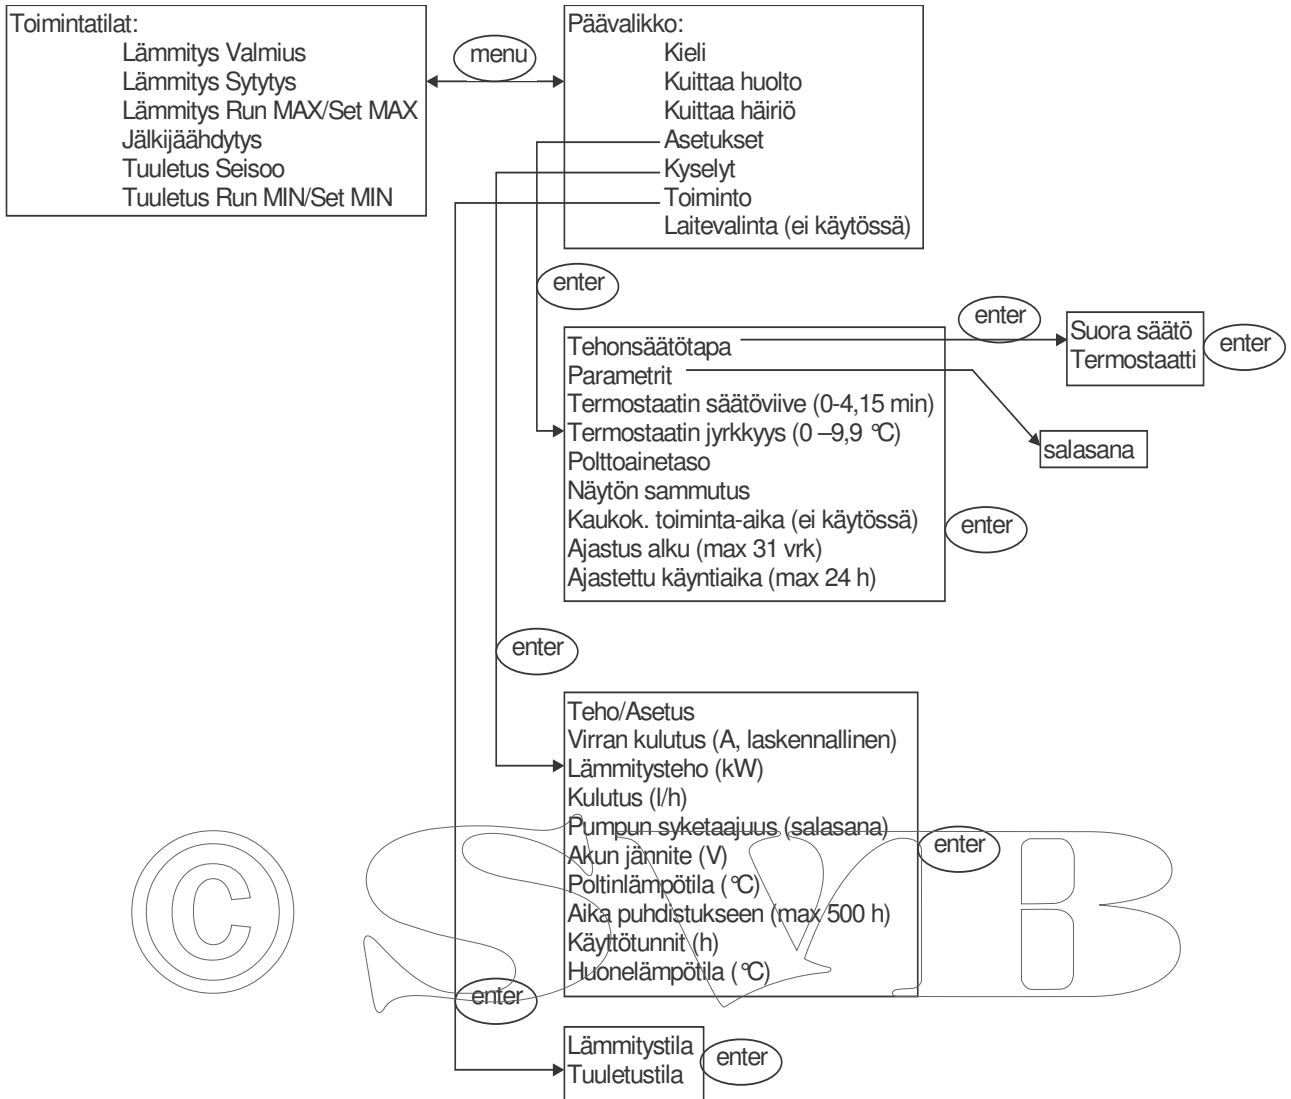 Toimintatilat:
Lämmitys Valmius
Lämmitys Sytytys
Lämmitys Run MAX/Set MAX
Jälkijäähdytys
Tuuletus Seisoo
Tuuletus Run MIN/Set MIN
menu
Päävalikko:
Kieli
Kuittaa huolto
Kuittaa häiriö
Asetukset
Kyselyt
Toiminto
Laitevalinta (ei käytössä)
enter
Tehonsäätötapa
Parametrit
Termostaatin säätöviive (0-4,15 min)
Termostaatin jyrkkyys (0 –9,9 °C)
Polttoainetaso
Näytön sammutus
Kaukok. toiminta-aika (ei käytössä)
Ajastus alku (max 31 vrk)
Ajastettu käyntiaika (max 24 h)
enter
enter
Suora säätö
Termostaatti
enter
salasana
enter
Teho/Asetus
Virran kulutus (A, laskennallinen)
Lämmitysteho (kW)
Kulutus (l/h)
Pumpun syketaajuus (salasana)
Akun jännite (V)
Poltinlämpötila (°C)
Aika puhdistukseen (max 500 h)
Käyttötunnit (h)
Huonelämpötila (°C)
enter
enter
Lämmitystila
Tuuletustila
enter
© SVB